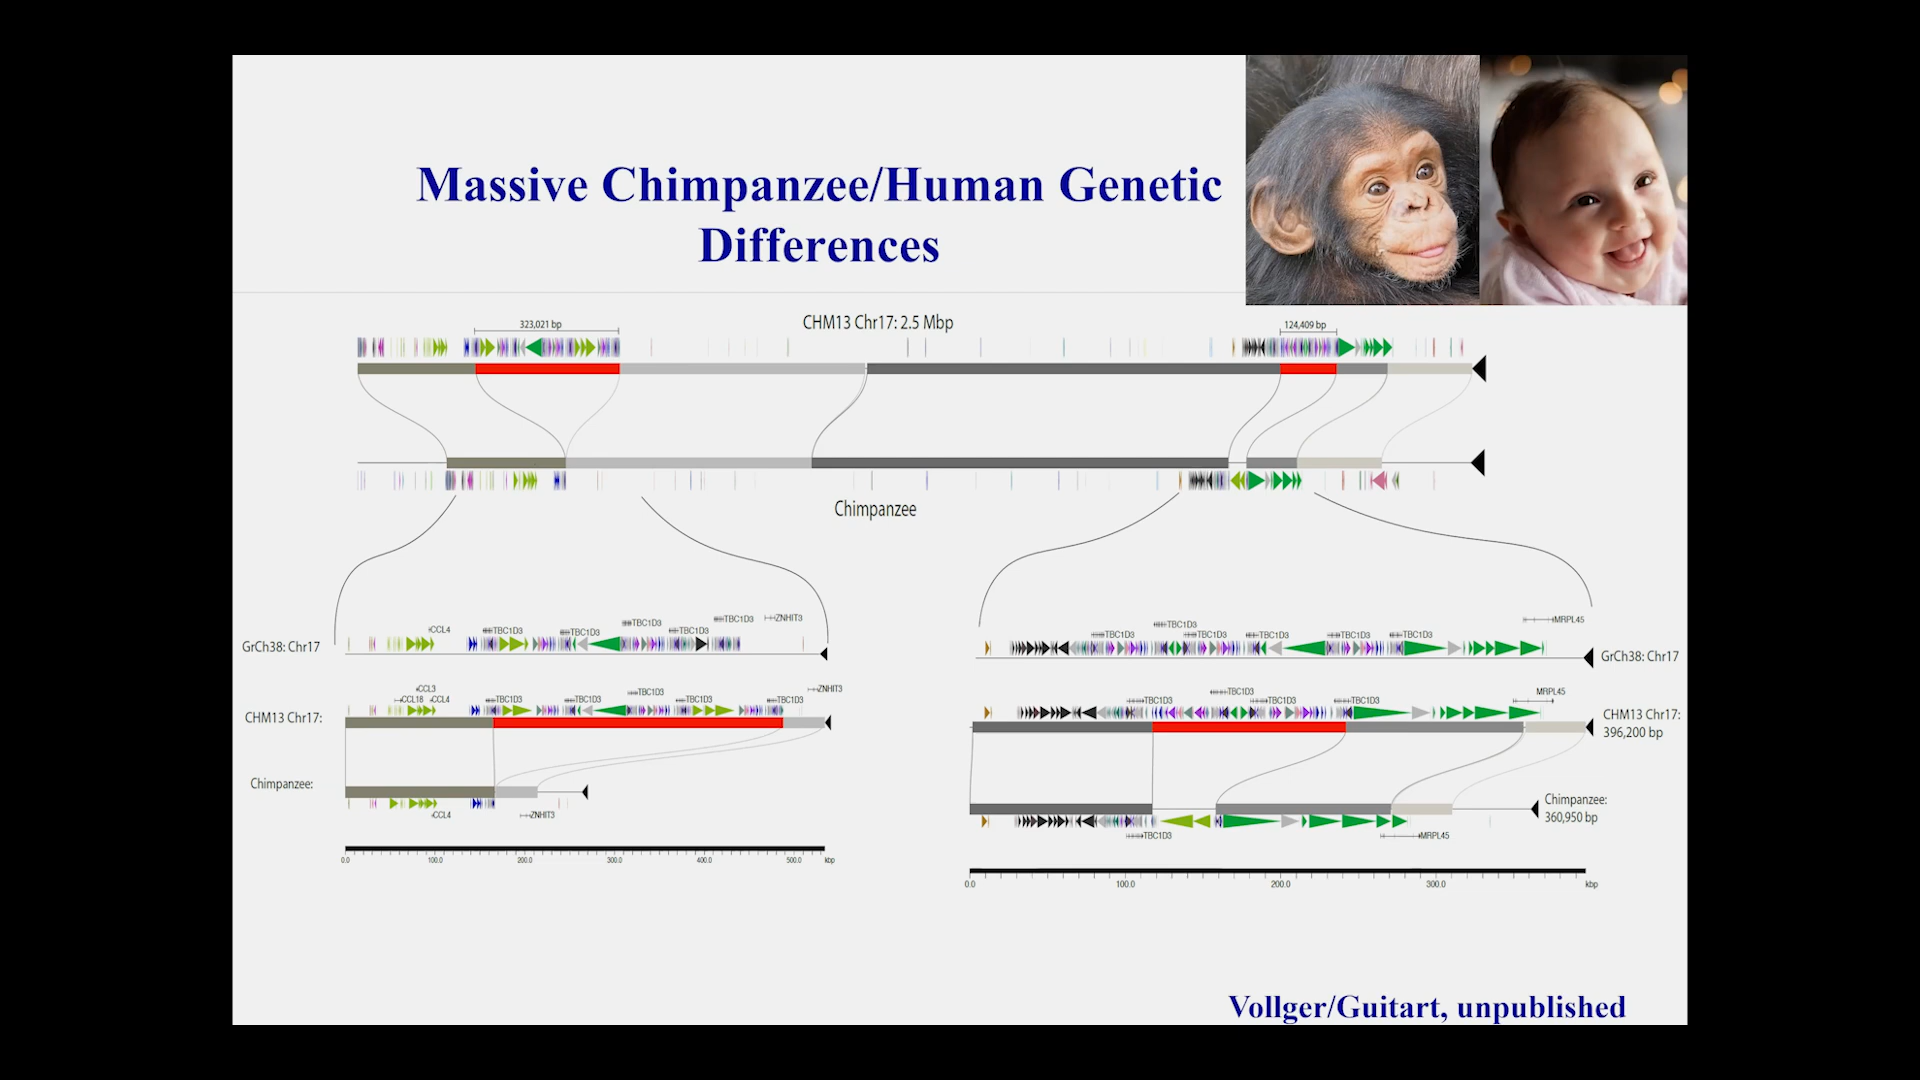 Massive Chimpanzee/Human Genetic
Differences
323,021 bp
CHM13 Chr17: 2.5 Mbp
124,409 bp
Chimpanzee
GrCh38: Chr17
CCL4
TBC1D3
TBC1D3
TBC1D3
TBC1D3
TBC1D3
ZNHIT3
CHM13 Chr17:
CCL3
CCL18
CCL4
TBC1D3
TBC1D3
TBC1D3
TBC1D3
TBC1D3
ZNHIT3
Chimpanzee:
CCL4
ZNHIT3
0.0 100.0 200.0 300.0 400.0 500.0 kbp
TBC1D3
TBC1D3
TBC1D3
TBC1D3
TBC1D3
TBC1D3
MRPL45
GrCh38: Chr17
TBC1D3
TBC1D3
TBC1D3
TBC1D3
MRPL45
CHM13 Chr17:
396,200 bp
Chimpanzee:
360,950 bp
TBC1D3
MRPL45
0.0 100.0 200.0 300.0 kbp
Vollger/Guitart, unpublished